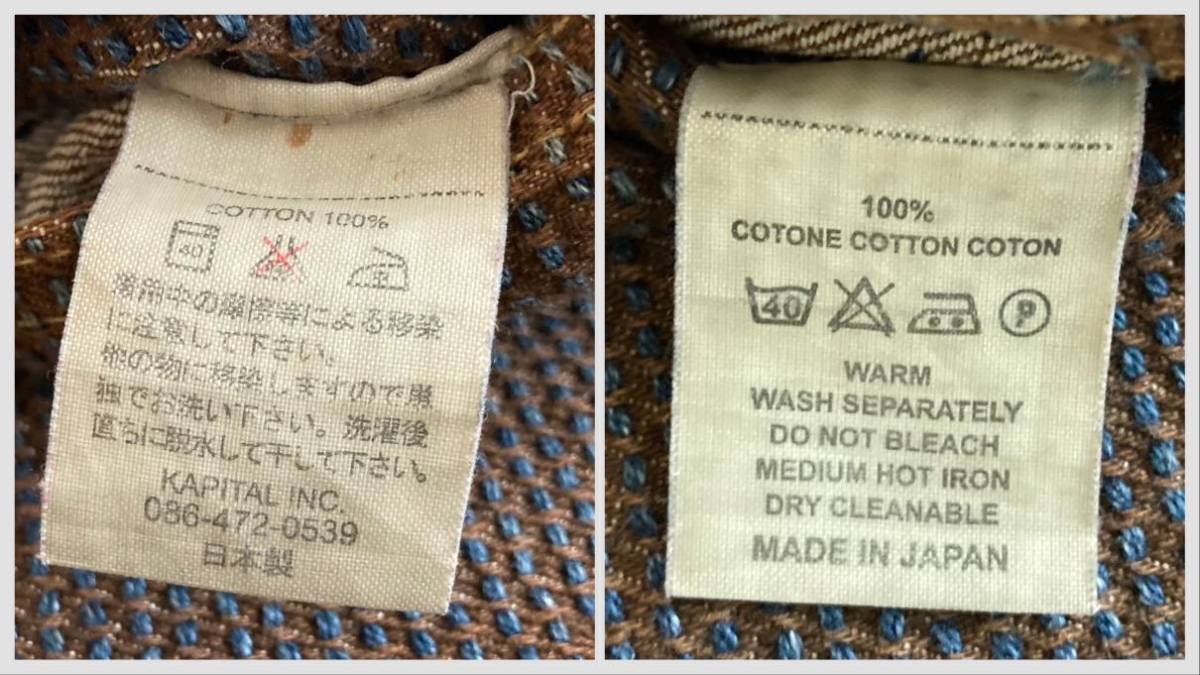 COTTON 100%
40
着用中の摩擦等による移染
に注意して下さい。
他の物に移染しますので単
独でお洗い下さい。洗濯後
直ちに脱水して干して下さい。
KAPITAL INC.
086-472-0539
日本製
100%
COTONE COTTON COTON
40
P
WARM
WASH SEPARATELY
DO NOT BLEACH
MEDIUM HOT IRON
DRY CLEANABLE
MADE IN JAPAN